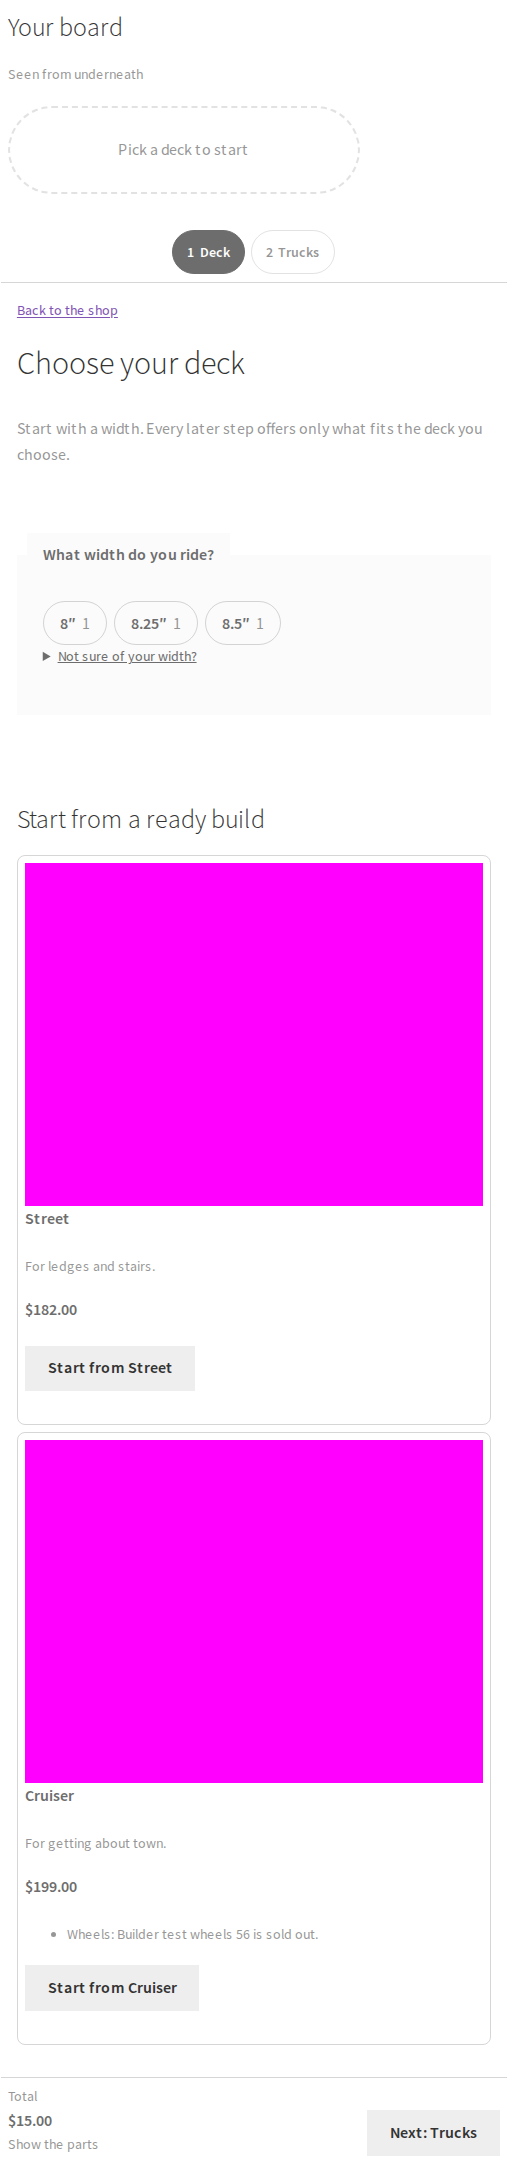 Your board
Seen from underneath
Pick a deck to start
1 Deck
2 Trucks
Back to the shop
Choose your deck
Start with a width. Every later step offers only what fits the deck you
choose.
What width do you ride?
8″ 1
8.25″ 1
8.5″ 1
Not sure of your width?
Start from a ready build
Street
For ledges and stairs.
$182.00
Start from Street
Cruiser
For getting about town.
$199.00
Wheels: Builder test wheels 56 is sold out.
Start from Cruiser
Total
$15.00
Show the parts
Next: Trucks